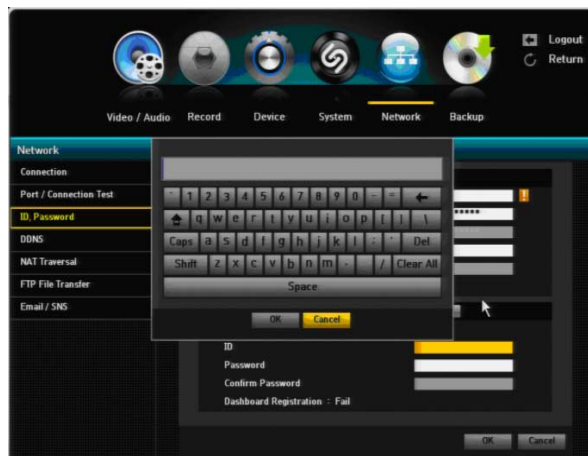 Logout
Return
Video / Audio Record Device System Network Backup
Network
Connection
Port / Connection Test
ID, Password
DDNS
NAT Traversal
FTP File Transfer
Email / SNS
` 1 2 3 4 5 6 7 8 9 0 - =
q w e r t y u i o p [ ] \
Caps a s d f g h j k l ; ' Del
Shift z x c v b n m . / Clear All
Space
OK Cancel
*****
ID
Password
Confirm Password
Dashboard Registration : Fail
OK Cancel